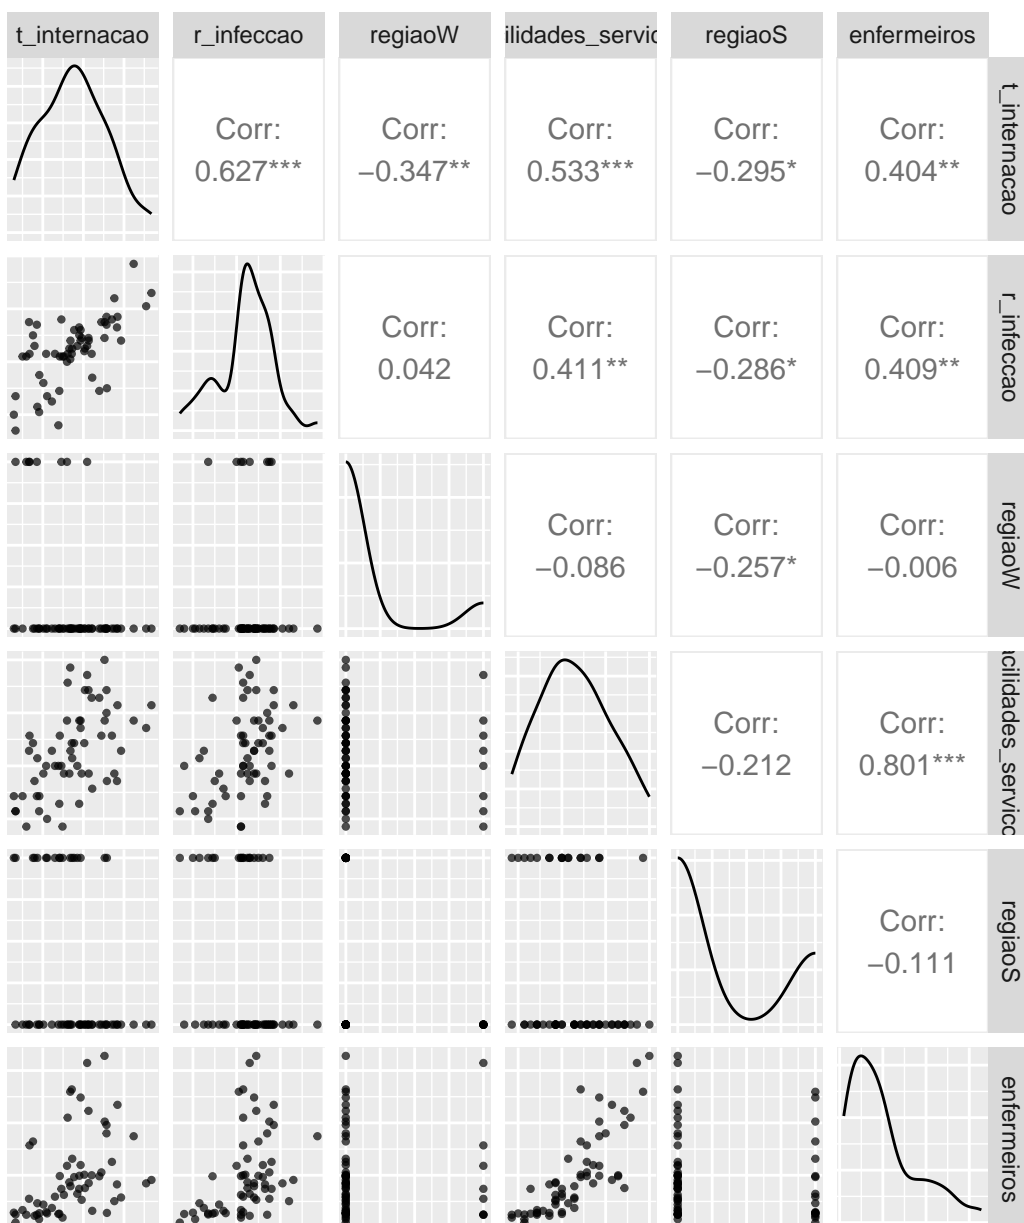 t_internacao
r_infeccao
regiaoW
ilidades_servic
regiaoS
enfermeiros
Corr:
0.627***
Corr:
−0.347**
Corr:
0.533***
Corr:
−0.295*
Corr:
0.404**
t_internacao
Corr:
0.042
Corr:
0.411**
Corr:
−0.286*
Corr:
0.409**
r_infeccao
Corr:
−0.086
Corr:
−0.257*
Corr:
−0.006
regiaoW
Corr:
−0.212
Corr:
0.801***
acilidades_servico
Corr:
−0.111
regiaoS
enfermeiros